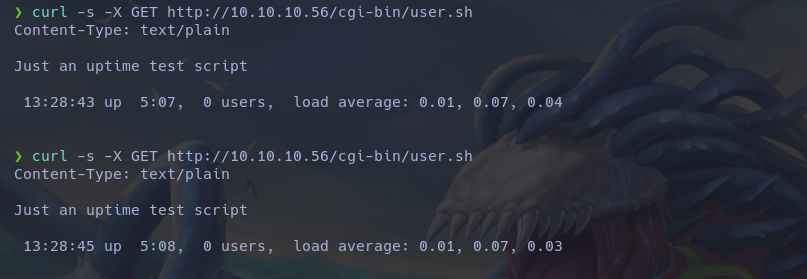 ❯ curl -s -X GET http://10.10.10.56/cgi-bin/user.sh
Content-Type: text/plain
Just an uptime test script
13:28:43 up  5:07,  0 users,  load average: 0.01, 0.07, 0.04
❯ curl -s -X GET http://10.10.10.56/cgi-bin/user.sh
Content-Type: text/plain
Just an uptime test script
13:28:45 up  5:08,  0 users,  load average: 0.01, 0.07, 0.03